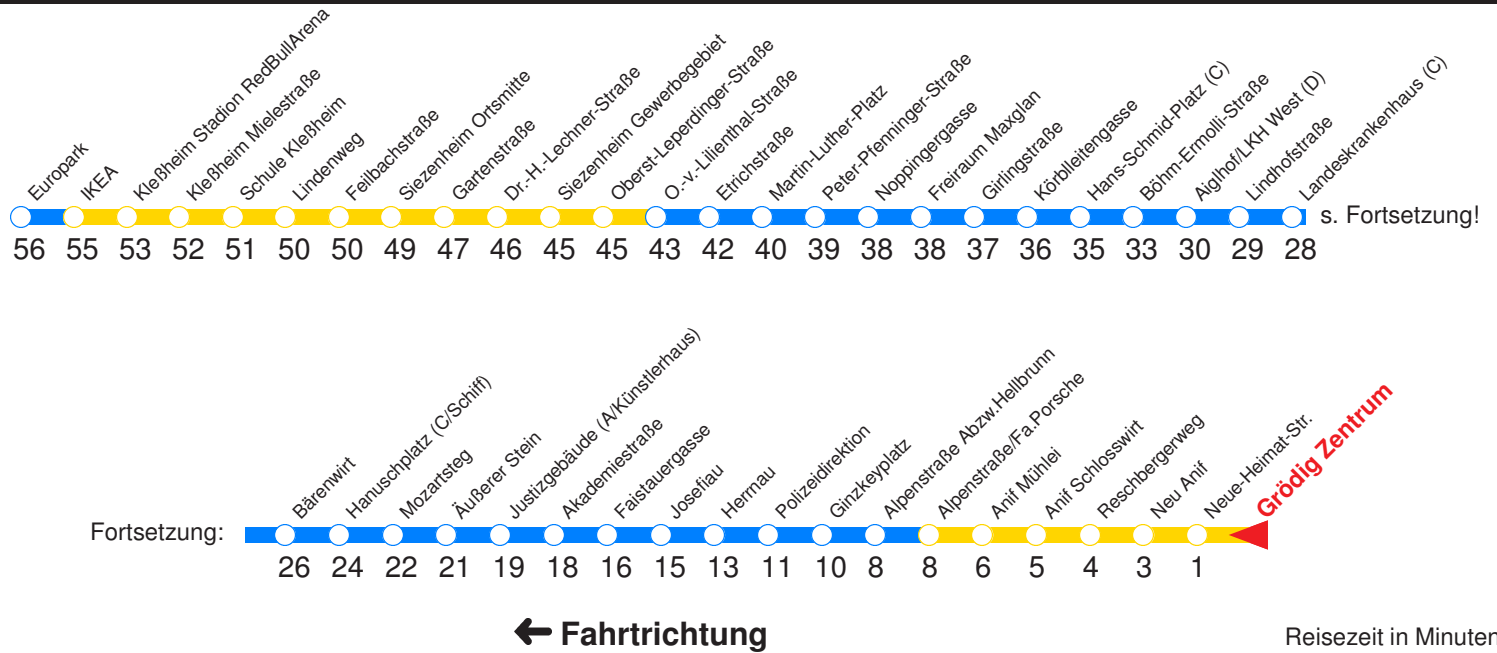 Europark
IKEA
Kleßheim Stadion RedBullArena
Kleßheim Mielestraße
Schule Kleßheim
Lindenweg
Feilbachstraße
Siezenheim Ortsmitte
Gartenstraße
Dr.-H.-Lechner-Straße
Siezenheim Gewerbegebiet
Oberst-Leperdinger-Straße
O.-v.-Lilienthal-Straße
Etrichstraße
Martin-Luther-Platz
Peter-Pfenninger-Straße
Noppingergasse
Freiraum Maxglan
Girlingstraße
Körblleitengasse
Hans-Schmid-Platz (C)
Böhm-Ermolli-Straße
Aiglhof/LKH West (D)
Lindhofstraße
Landeskrankenhaus (C)
s. Fortsetzung!
56 55 53 52 51 50 50 49 47 46 45 45 43 42 40 39 38 38 37 36 35 33 30 29 28
Fortsetzung:
Bärenwirt
Hanuschplatz (C/Schiff)
Mozartsteg
Äußerer Stein
Justizgebäude (A/Künstlerhaus)
Akademiestraße
Faistauergasse
Josefiau
Herrnau
Polizeidirektion
Ginzkeyplatz
Alpenstraße Abzw.Hellbrunn
Alpenstraße/Fa.Porsche
Anif Mühlei
Anif Schlosswirt
Reschbergerweg
Neu Anif
Neue-Heimat-Str.
Grödig Zentrum
26 24 22 21 19 18 16 15 13 11 10 8 8 6 5 4 3 1
Fahrtrichtung
Reisezeit in Minuten